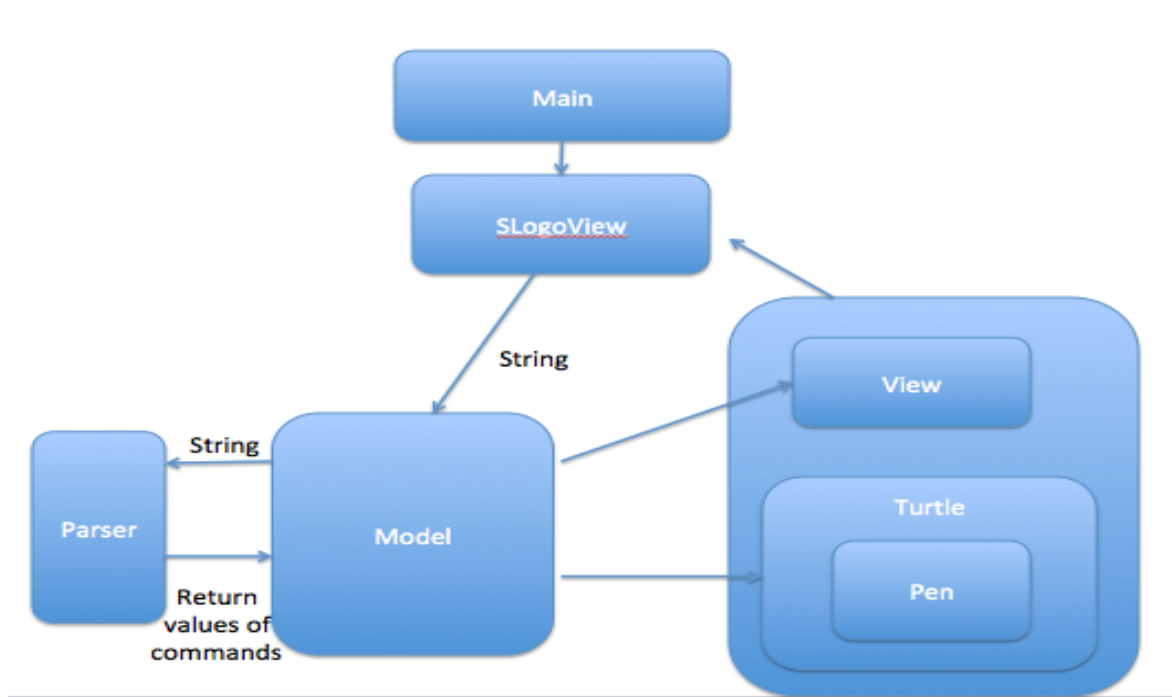 Main
SLogoView
String
View
String
Turtle
Parser
Model
Pen
Return
values of
commands